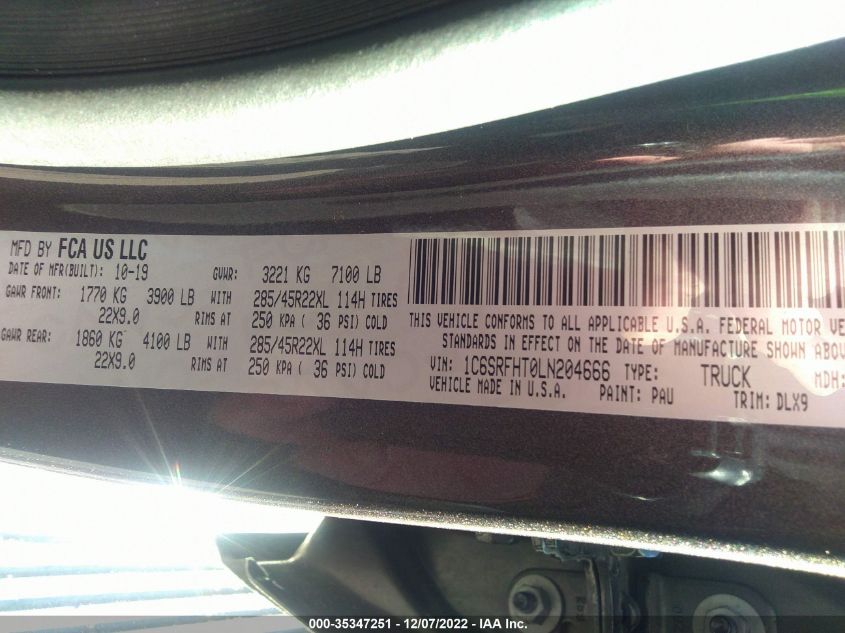 MFD BY FCA US LLC
DATE OF MFR(BUILT): 10-19 GVWR: 3221 KG 7100 LB
GAWR FRONT: 1770 KG 3900 LB WITH 285/45R22XL 114H TIRES
22X9.0 RIMS AT 250 KPA ( 36 PSI) COLD
GAWR REAR: 1860 KG 4100 LB WITH 285/45R22XL 114H TIRES
22X9.0 RIMS AT 250 KPA ( 36 PSI) COLD
THIS VEHICLE CONFORMS TO ALL APPLICABLE U.S.A. FEDERAL MOTOR VE
STANDARDS IN EFFECT ON THE DATE OF MANUFACTURE SHOWN ABOV
VIN: 1C6SRFHT0LN204666 TYPE: TRUCK MDH:
VEHICLE MADE IN U.S.A. PAINT: PAU TRIM: DLX9
000-35347251 - 12/07/2022 - IAA Inc.